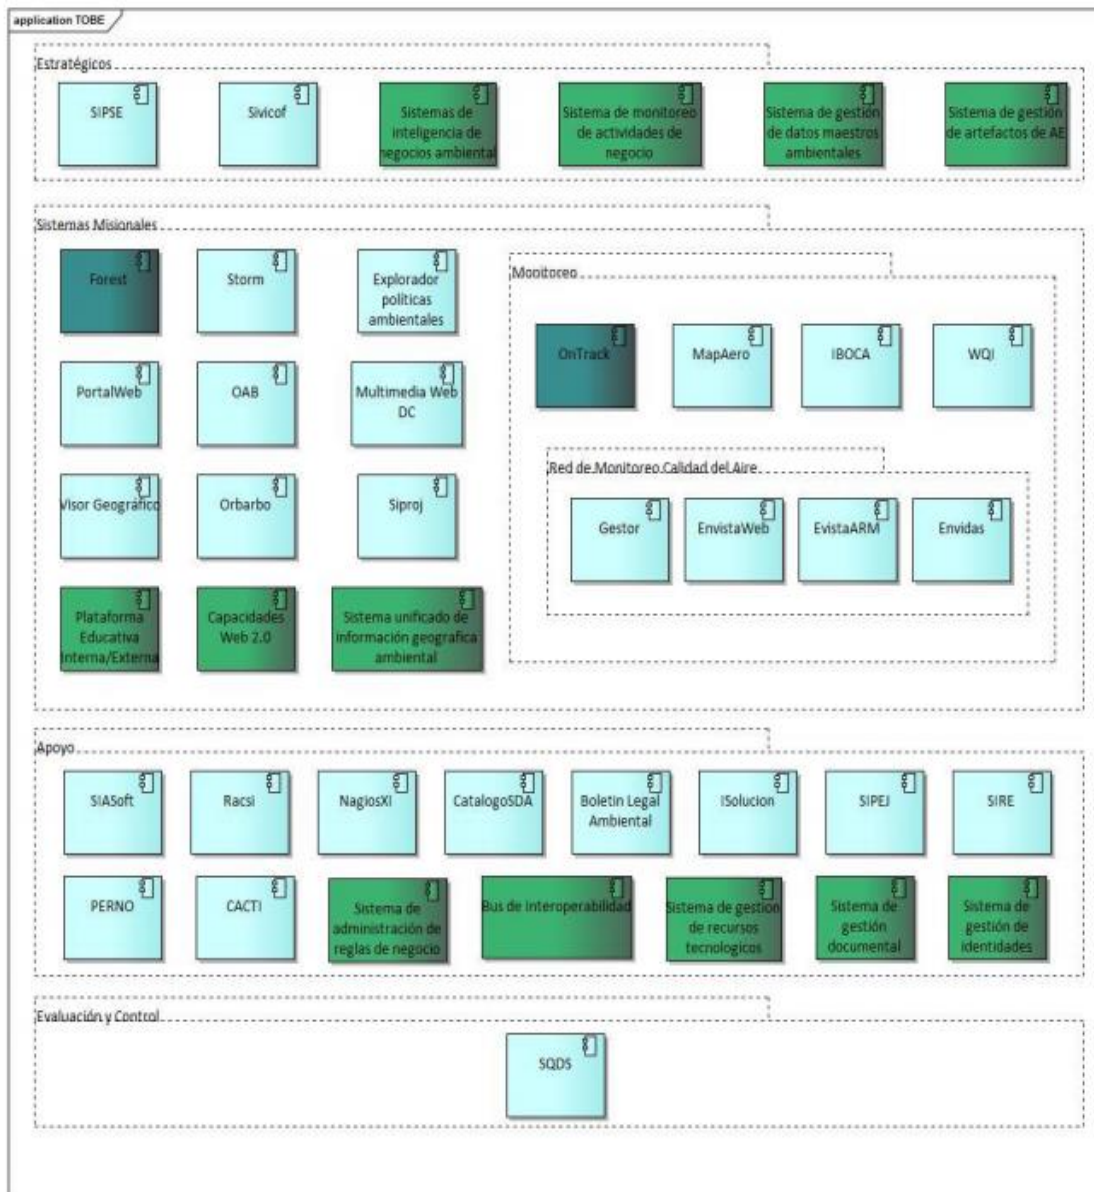 application TOBE
Estratégicos
SIPSE
Sivicof
Sistemas de
inteligencia de
negocios ambiental
Sistema de monitoreo
de actividades de
negocio
Sistema de gestión
de datos maestros
ambientales
Sistema de gestión
de artefactos de AE
Sistemas Misionales
Forest
Storm
Explorador
políticas
ambientales
PortalWeb
OAB
Multimedia Web
DC
Visor Geográfico
Orbarbo
Siproj
Plataforma
Educativa
Interna/Externa
Capacidades
Web 2.0
Sistema unificado de
información geografica
ambiental
Monitoreo
OnTrack
MapAero
IBOCA
WQI
Red de Monitoreo Calidad del Aire
Gestor
EnvistaWeb
EvistaARM
Envidas
Apoyo
SIASoft
Racsi
NagiosXI
CatalogoSDA
Boletin Legal
Ambiental
ISolucion
SIPEJ
SIRE
PERNO
CACTI
Sistema de
administración de
reglas de negocio
Bus de Interoperabilidad
Sistema de gestión
de recursos
tecnologicos
Sistema de
gestión
documental
Sistema de
gestión de
identidades
Evaluación y Control
SQDS